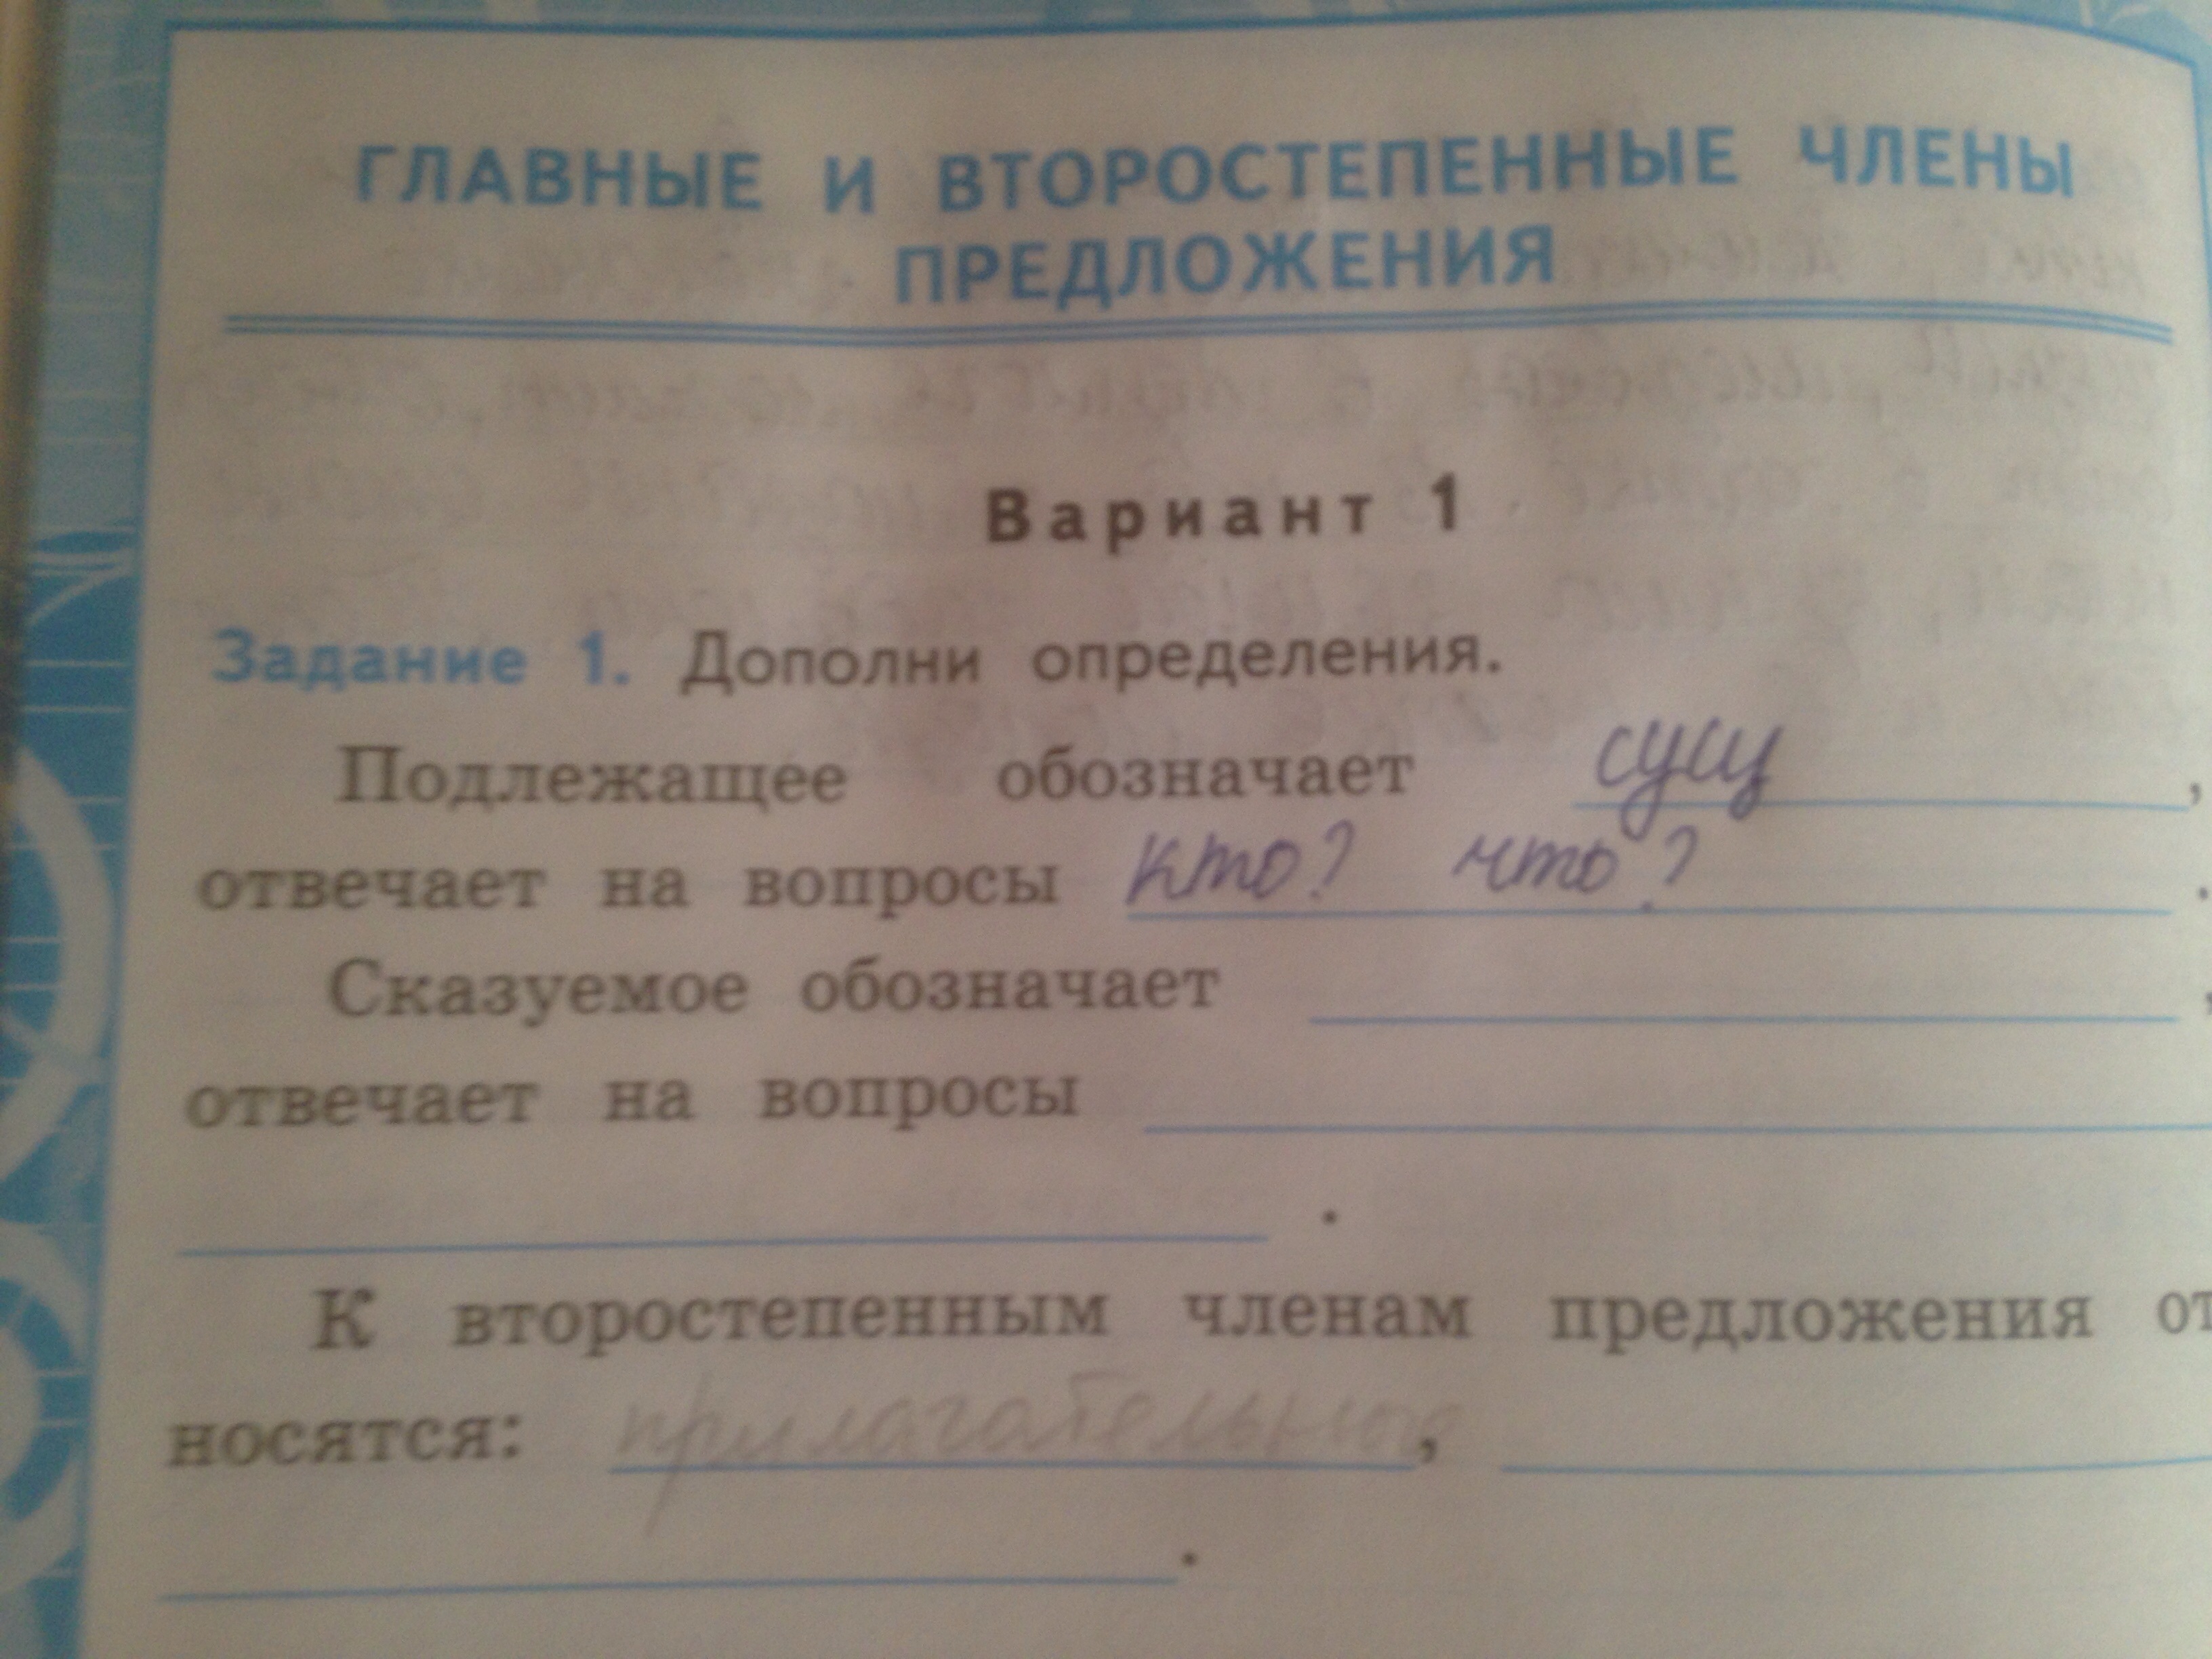 ГЛАВНЫЕ И ВТОРОСТЕПЕННЫЕ ЧЛЕНЫ
ПРЕДЛОЖЕНИЯ
Вариант 1
Задание 1. Дополни определения.
Подлежащее обозначает сущ,
отвечает на вопросы кто? что?.
Сказуемое обозначает ,
отвечает на вопросы
.
К второстепенным членам предложения от
носятся: прилагательные,
.